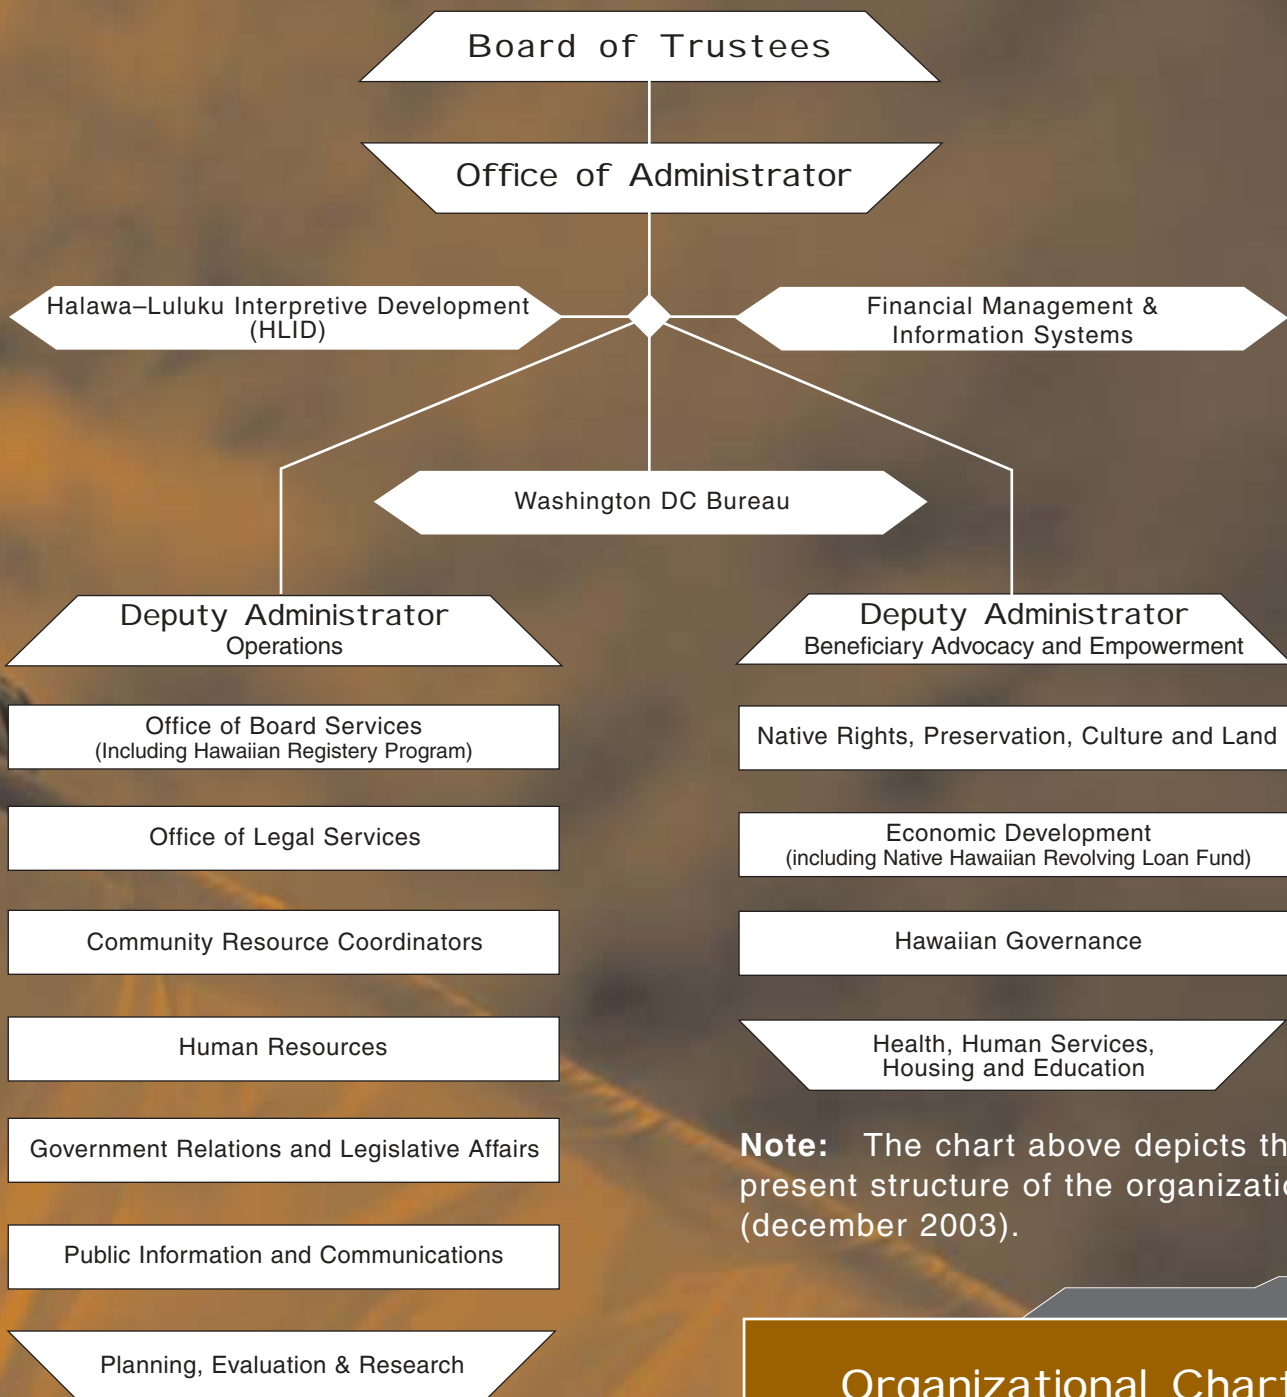 Board of Trustees
Office of Administrator
Halawa–Luluku Interpretive Development
(HLID)
Financial Management &
Information Systems
Washington DC Bureau
Deputy Administrator
Operations
Deputy Administrator
Beneficiary Advocacy and Empowerment
Office of Board Services
(Including Hawaiian Registery Program)
Office of Legal Services
Community Resource Coordinators
Human Resources
Government Relations and Legislative Affairs
Public Information and Communications
Planning, Evaluation & Research
Native Rights, Preservation, Culture and Land
Economic Development
(including Native Hawaiian Revolving Loan Fund)
Hawaiian Governance
Health, Human Services,
Housing and Education
Note: The chart above depicts th
present structure of the organizatio
(december 2003).
Organizational Chart